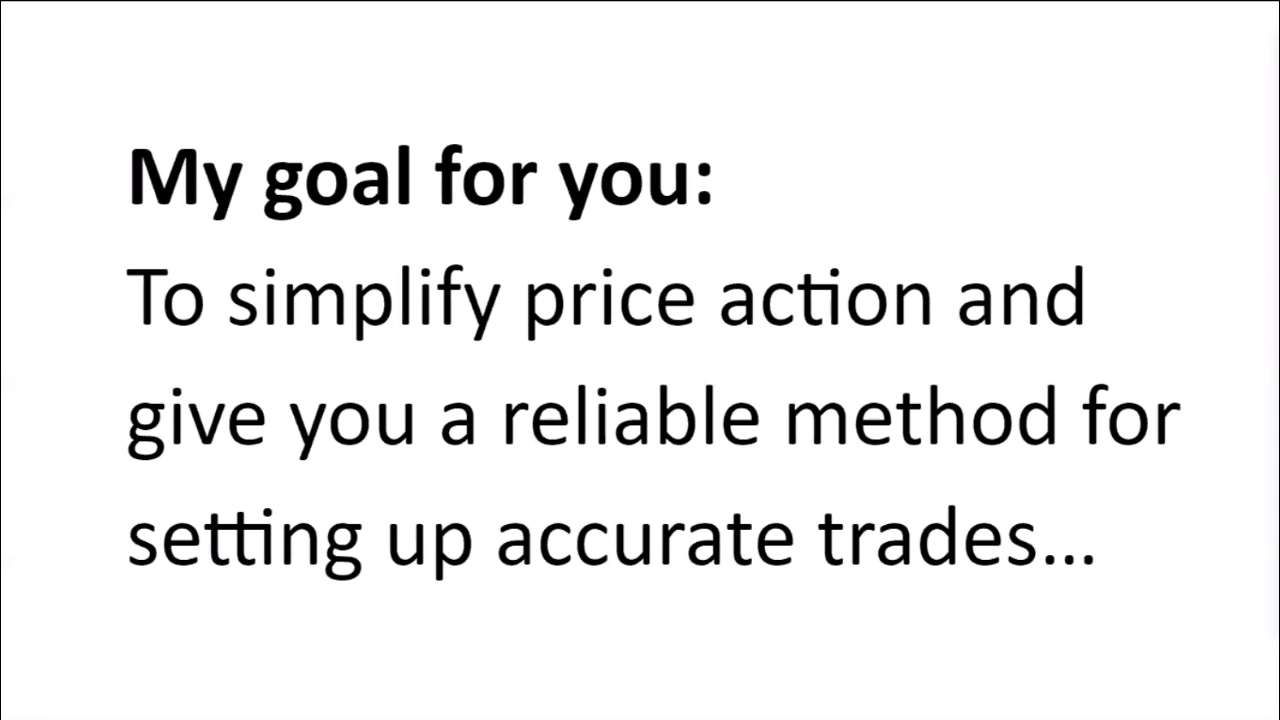 My goal for you:
To simplify price action and
give you a reliable method for
setting up accurate trades...